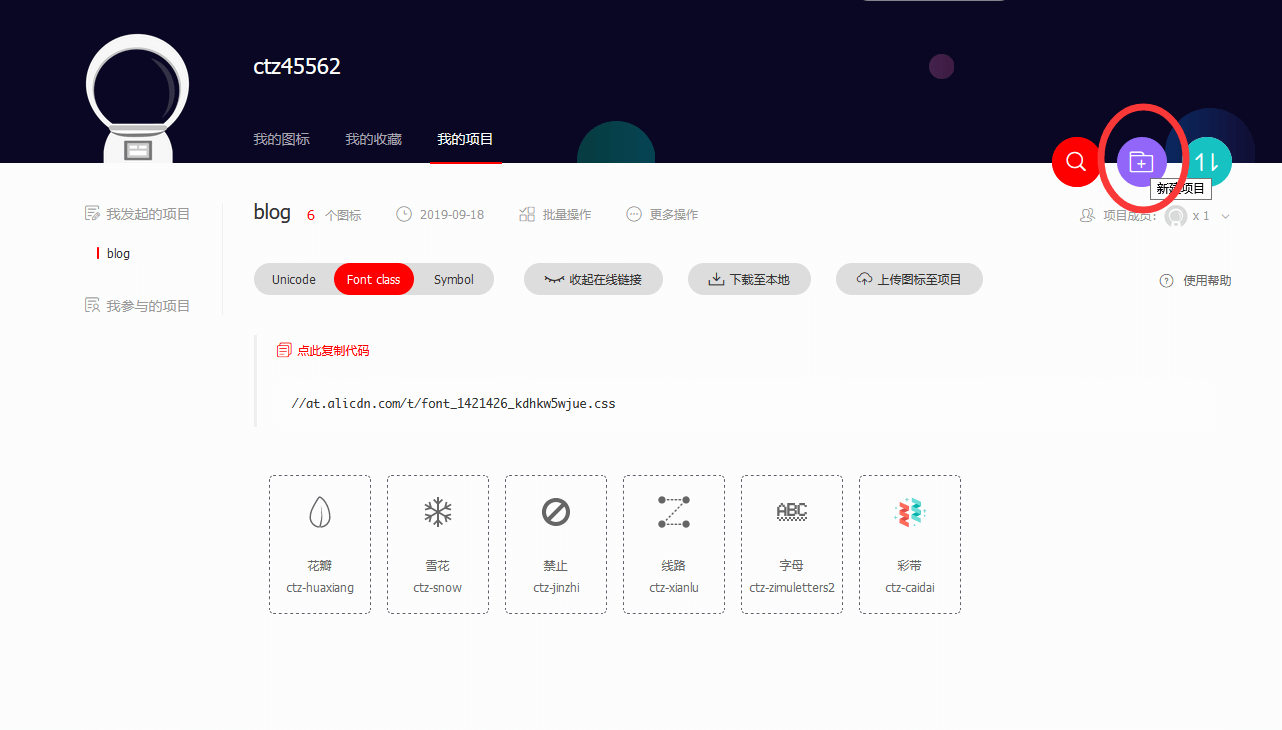 ctz45562
我的图标 我的收藏 我的项目
新建项目
我发起的项目
blog
我参与的项目
blog 6 个图标 2019-09-18 批量操作 更多操作 项目成员: x 1
Unicode Font class Symbol 收起在线链接 下载至本地 上传图标至项目 使用帮助
点此复制代码
//at.alicdn.com/t/font_1421426_kdhkw5wjue.css
花瓣 雪花 禁止 线路 字母 彩带
ctz-huaxiang ctz-snow ctz-jinzhi ctz-xianlu ctz-zimuletters2 ctz-caidai
ABC